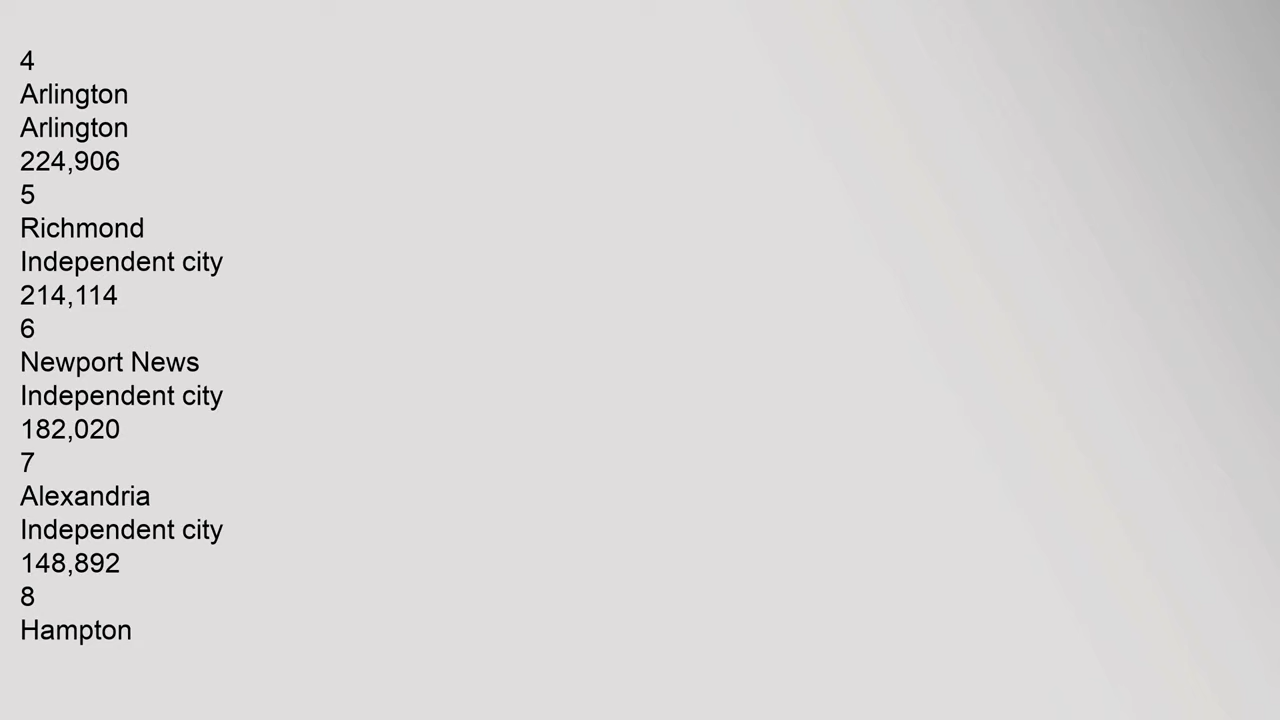 4
Arlington
Arlington
224,906
5
Richmond
Independent city
214,114
6
Newport News
Independent city
182,020
7
Alexandria
Independent city
148,892
8
Hampton